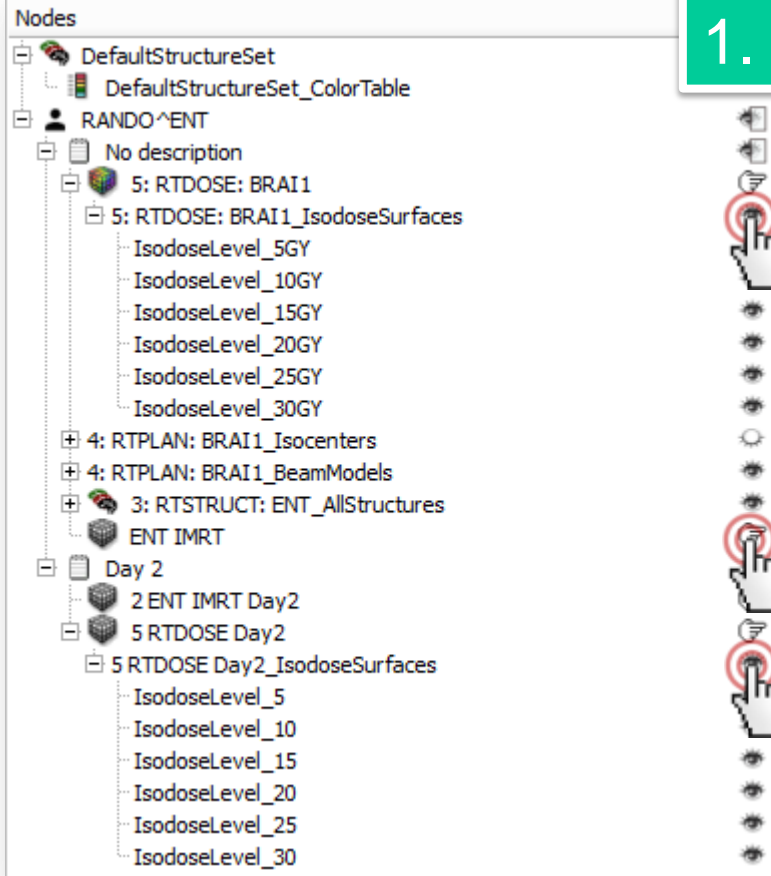 Nodes
1.
DefaultStructureSet
DefaultStructureSet_ColorTable
RANDO^ENT
No description
5: RTDOSE: BRAI1
5: RTDOSE: BRAI1_IsodoseSurfaces
IsodoseLevel_5GY
IsodoseLevel_10GY
IsodoseLevel_15GY
IsodoseLevel_20GY
IsodoseLevel_25GY
IsodoseLevel_30GY
4: RTPLAN: BRAI1_Isocenters
4: RTPLAN: BRAI1_BeamModels
3: RTSTRUCT: ENT_AllStructures
ENT IMRT
Day 2
2 ENT IMRT Day2
5 RTDOSE Day2
5 RTDOSE Day2_IsodoseSurfaces
IsodoseLevel_5
IsodoseLevel_10
IsodoseLevel_15
IsodoseLevel_20
IsodoseLevel_25
IsodoseLevel_30